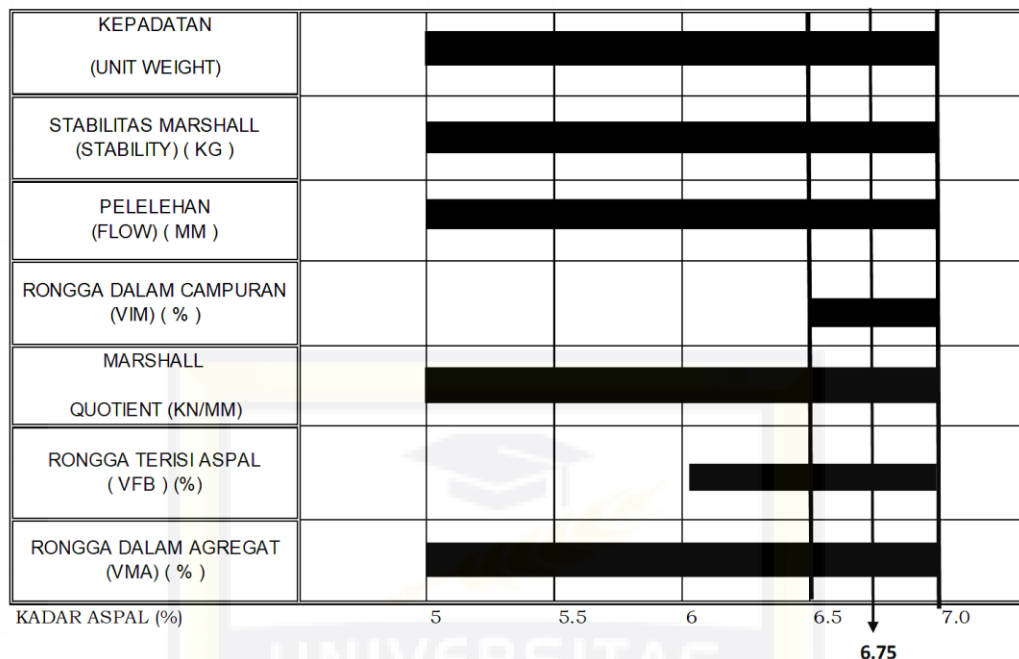 KEPADATAN
(UNIT WEIGHT)
STABILITAS MARSHALL
(STABILITY) ( KG )
PELELEHAN
(FLOW) ( MM )
RONGGA DALAM CAMPURAN
(VIM) ( % )
MARSHALL
QUOTIENT (KN/MM)
RONGGA TERISI ASPAL
( VFB ) (%)
RONGGA DALAM AGREGAT
(VMA) ( % )
KADAR ASPAL (%) 5 5.5 6 6.5 7.0
6.75
UNIVERSITAS